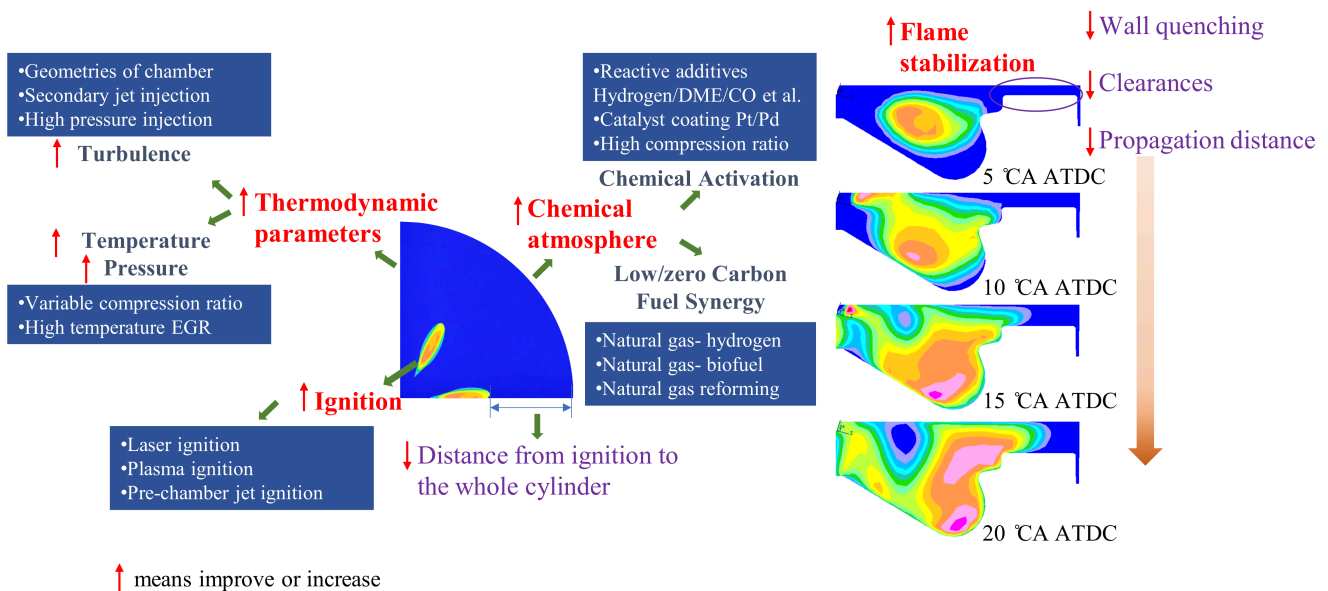 •Geometries of chamber
•Secondary jet injection
•High pressure injection
Turbulence
Thermodynamic
parameters
Temperature
Pressure
•Variable compression ratio
•High temperature EGR
Ignition
•Laser ignition
•Plasma ignition
•Pre-chamber jet ignition
•Reactive additives
Hydrogen/DME/CO et al.
•Catalyst coating Pt/Pd
•High compression ratio
Chemical Activation
Chemical
atmosphere
Low/zero Carbon
Fuel Synergy
•Natural gas- hydrogen
•Natural gas- biofuel
•Natural gas reforming
Distance from ignition to
the whole cylinder
Flame
stabilization
Wall quenching
Clearances
Propagation distance
5 ℃A ATDC
10 ℃A ATDC
15 ℃A ATDC
20 ℃A ATDC
means improve or increase